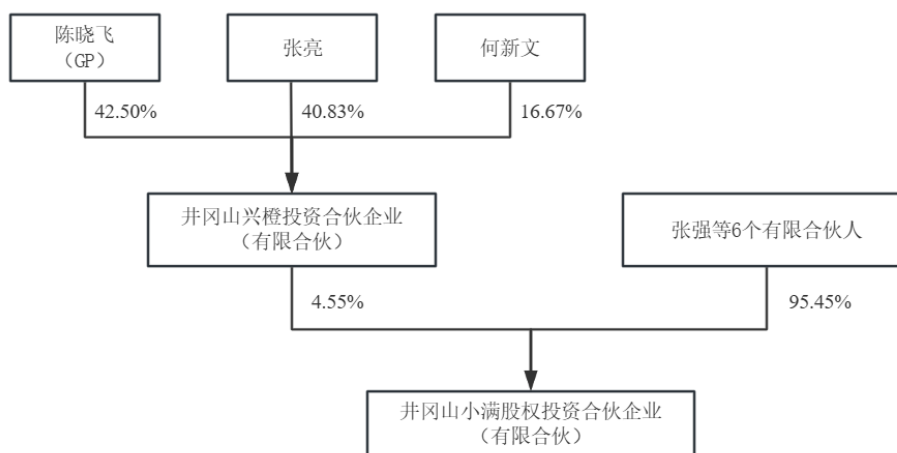 陈晓飞
（GP）
张亮
何新文
42.50%
40.83%
16.67%
井冈山兴橙投资合伙企业
（有限合伙）
张强等6个有限合伙人
4.55%
95.45%
井冈山小满股权投资合伙企业
（有限合伙）